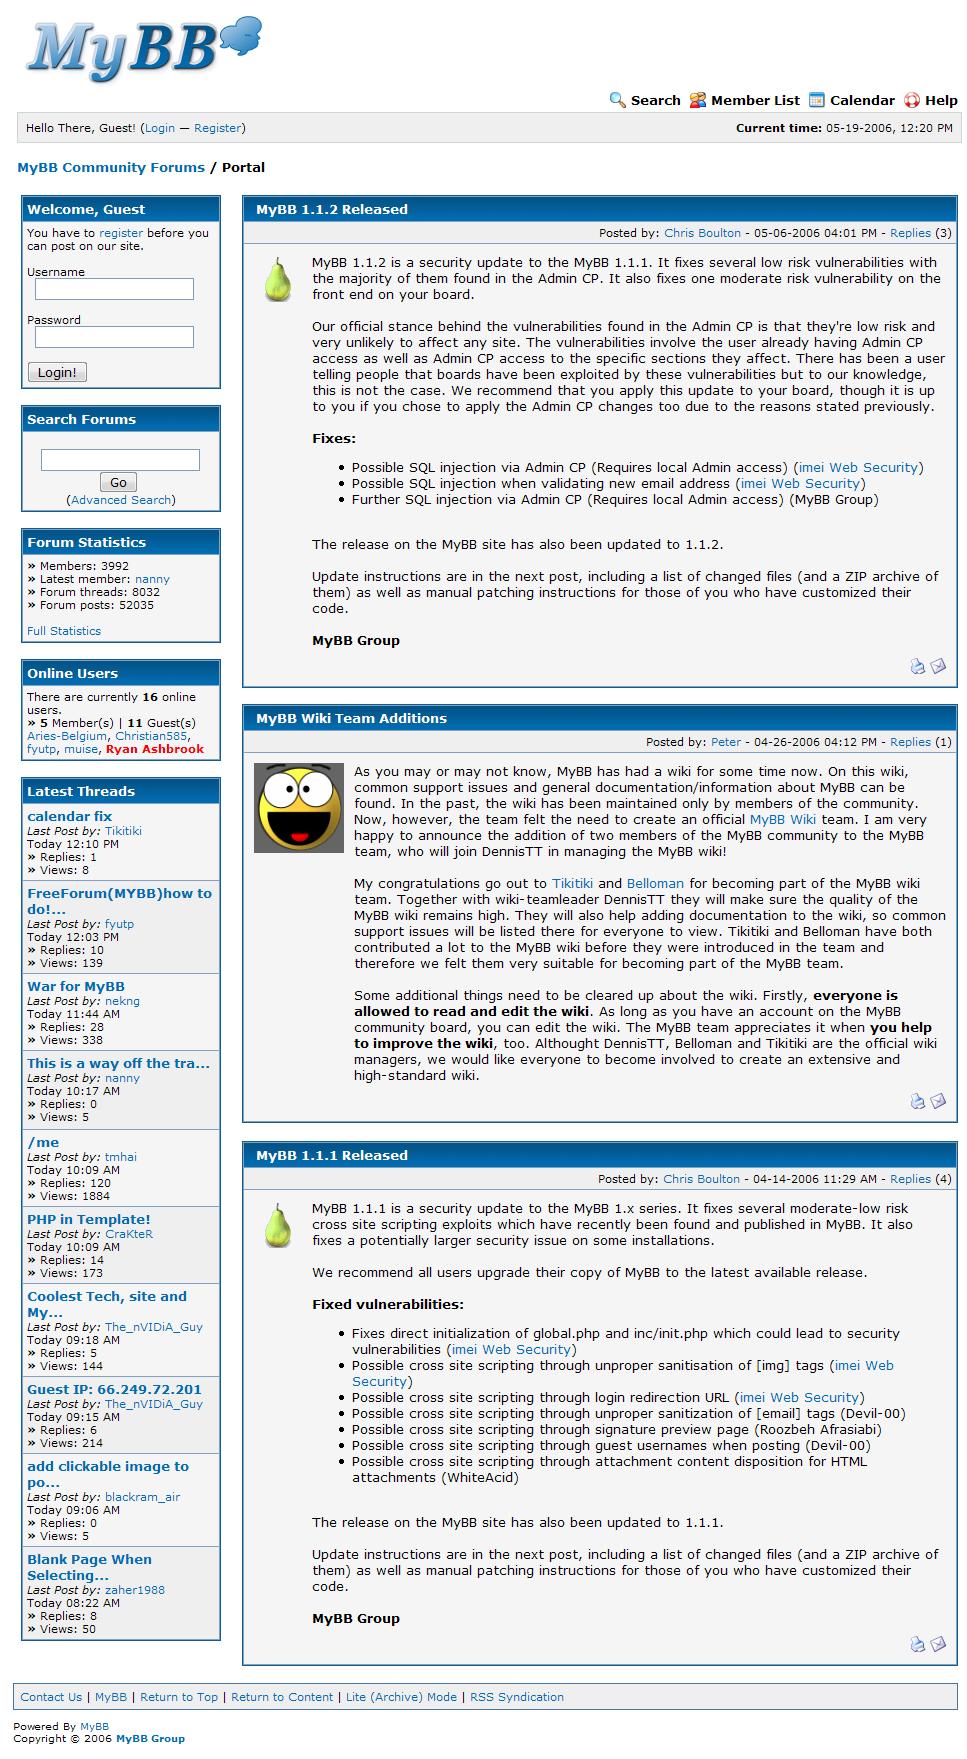 MyBB
Search Member List Calendar Help
Hello There, Guest! (Login — Register)
Current time: 05-19-2006, 12:20 PM
MyBB Community Forums / Portal
Welcome, Guest
You have to register before you
can post on our site.
Username
Password
Login!
Search Forums
Go
(Advanced Search)
Forum Statistics
» Members: 3992
» Latest member: nanny
» Forum threads: 8032
» Forum posts: 52035
Full Statistics
Online Users
There are currently 16 online
users.
» 5 Member(s) | 11 Guest(s)
Aries-Belgium, Christian585,
fyutp, muise, Ryan Ashbrook
Latest Threads
calendar fix
Last Post by: Tikitiki
Today 12:10 PM
» Replies: 1
» Views: 8
FreeForum(MYBB)how to
do!...
Last Post by: fyutp
Today 12:03 PM
» Replies: 10
» Views: 139
War for MyBB
Last Post by: nekng
Today 11:44 AM
» Replies: 28
» Views: 338
This is a way off the tra...
Last Post by: nanny
Today 10:17 AM
» Replies: 0
» Views: 5
/me
Last Post by: tmhai
Today 10:09 AM
» Replies: 120
» Views: 1884
PHP in Template!
Last Post by: CraKteR
Today 10:09 AM
» Replies: 14
» Views: 173
Coolest Tech, site and
My...
Last Post by: The_nVIDiA_Guy
Today 09:18 AM
» Replies: 5
» Views: 144
Guest IP: 66.249.72.201
Last Post by: The_nVIDiA_Guy
Today 09:15 AM
» Replies: 6
» Views: 214
add clickable image to
po...
Last Post by: blackram_air
Today 09:06 AM
» Replies: 0
» Views: 5
Blank Page When
Selecting...
Last Post by: zaher1988
Today 08:22 AM
» Replies: 8
» Views: 50
MyBB 1.1.2 Released
Posted by: Chris Boulton - 05-06-2006 04:01 PM - Replies (3)
MyBB 1.1.2 is a security update to the MyBB 1.1.1. It fixes several low risk vulnerabilities with
the majority of them found in the Admin CP. It also fixes one moderate risk vulnerability on the
front end on your board.
Our official stance behind the vulnerabilities found in the Admin CP is that they're low risk and
very unlikely to affect any site. The vulnerabilities involve the user already having Admin CP
access as well as Admin CP access to the specific sections they affect. There has been a user
telling people that boards have been exploited by these vulnerabilities but to our knowledge,
this is not the case. We recommend that you apply this update to your board, though it is up
to you if you chose to apply the Admin CP changes too due to the reasons stated previously.
Fixes:
• Possible SQL injection via Admin CP (Requires local Admin access) (imei Web Security)
• Possible SQL injection when validating new email address (imei Web Security)
• Further SQL injection via Admin CP (Requires local Admin access) (MyBB Group)
The release on the MyBB site has also been updated to 1.1.2.
Update instructions are in the next post, including a list of changed files (and a ZIP archive of
them) as well as manual patching instructions for those of you who have customized their
code.
MyBB Group
MyBB Wiki Team Additions
Posted by: Peter - 04-26-2006 04:12 PM - Replies (1)
As you may or may not know, MyBB has had a wiki for some time now. On this wiki,
common support issues and general documentation/information about MyBB can be
found. In the past, the wiki has been maintained only by members of the community.
Now, however, the team felt the need to create an official MyBB Wiki team. I am very
happy to announce the addition of two members of the MyBB community to the MyBB
team, who will join DennisTT in managing the MyBB wiki!
My congratulations go out to Tikitiki and Belloman for becoming part of the MyBB wiki
team. Together with wiki-teamleader DennisTT they will make sure the quality of the
MyBB wiki remains high. They will also help adding documentation to the wiki, so common
support issues will be listed there for everyone to view. Tikitiki and Belloman have both
contributed a lot to the MyBB wiki before they were introduced in the team and
therefore we felt them very suitable for becoming part of the MyBB team.
Some additional things need to be cleared up about the wiki. Firstly, everyone is
allowed to read and edit the wiki. As long as you have an account on the MyBB
community board, you can edit the wiki. The MyBB team appreciates it when you help
to improve the wiki, too. Althought DennisTT, Belloman and Tikitiki are the official wiki
managers, we would like everyone to become involved to create an extensive and
high-standard wiki.
MyBB 1.1.1 Released
Posted by: Chris Boulton - 04-14-2006 11:29 AM - Replies (4)
MyBB 1.1.1 is a security update to the MyBB 1.x series. It fixes several moderate-low risk
cross site scripting exploits which have recently been found and published in MyBB. It also
fixes a potentially larger security issue on some installations.
We recommend all users upgrade their copy of MyBB to the latest available release.
Fixed vulnerabilities:
• Fixes direct initialization of global.php and inc/init.php which could lead to security
vulnerabilities (imei Web Security)
• Possible cross site scripting through unproper sanitisation of [img] tags (imei Web
Security)
• Possible cross site scripting through login redirection URL (imei Web Security)
• Possible cross site scripting through unproper sanitization of [email] tags (Devil-00)
• Possible cross site scripting through signature preview page (Roozbeh Afrasiabi)
• Possible cross site scripting through guest usernames when posting (Devil-00)
• Possible cross site scripting through attachment content disposition for HTML
attachments (WhiteAcid)
The release on the MyBB site has also been updated to 1.1.1.
Update instructions are in the next post, including a list of changed files (and a ZIP archive of
them) as well as manual patching instructions for those of you who have customized their
code.
MyBB Group
Contact Us | MyBB | Return to Top | Return to Content | Lite (Archive) Mode | RSS Syndication
Powered By MyBB
Copyright © 2006 MyBB Group